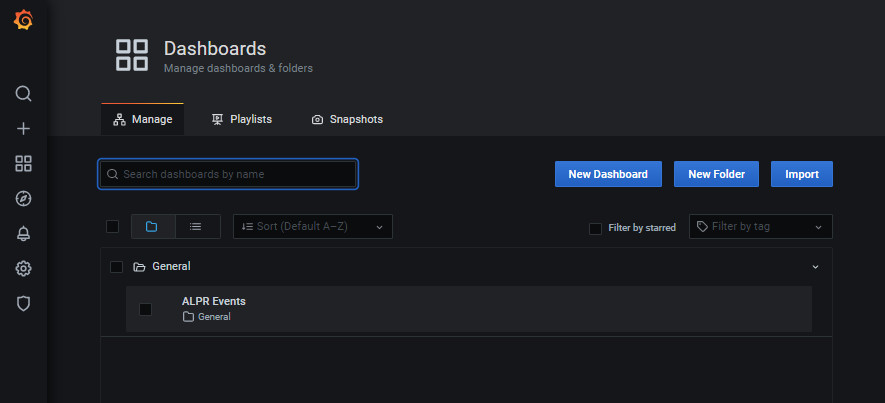 Dashboards
Manage dashboards & folders
Manage
Playlists
Snapshots
Search dashboards by name
New Dashboard
New Folder
Import
Sort (Default A–Z)
Filter by starred
Filter by tag
General
ALPR Events
General